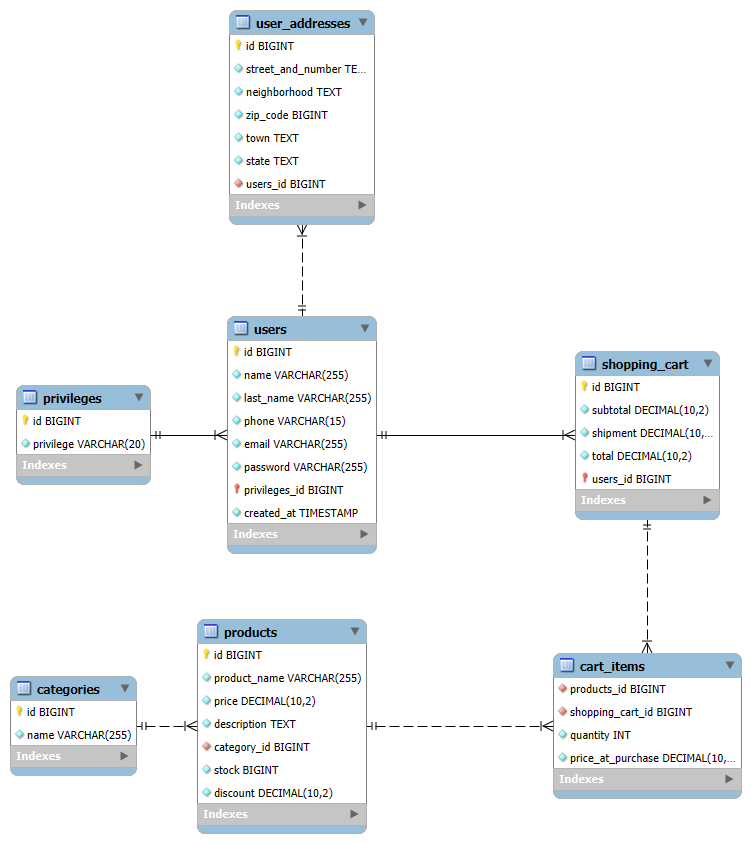 user_addresses
id BIGINT
street_and_number TE...
neighborhood TEXT
zip_code BIGINT
town TEXT
state TEXT
users_id BIGINT
Indexes
users
id BIGINT
name VARCHAR(255)
last_name VARCHAR(255)
phone VARCHAR(15)
email VARCHAR(255)
password VARCHAR(255)
privileges_id BIGINT
created_at TIMESTAMP
Indexes
privileges
id BIGINT
privilege VARCHAR(20)
Indexes
shopping_cart
id BIGINT
subtotal DECIMAL(10,2)
shipment DECIMAL(10,...
total DECIMAL(10,2)
users_id BIGINT
Indexes
products
id BIGINT
product_name VARCHAR(255)
price DECIMAL(10,2)
description TEXT
category_id BIGINT
stock BIGINT
discount DECIMAL(10,2)
Indexes
categories
id BIGINT
name VARCHAR(255)
Indexes
cart_items
products_id BIGINT
shopping_cart_id BIGINT
quantity INT
price_at_purchase DECIMAL(10,...
Indexes